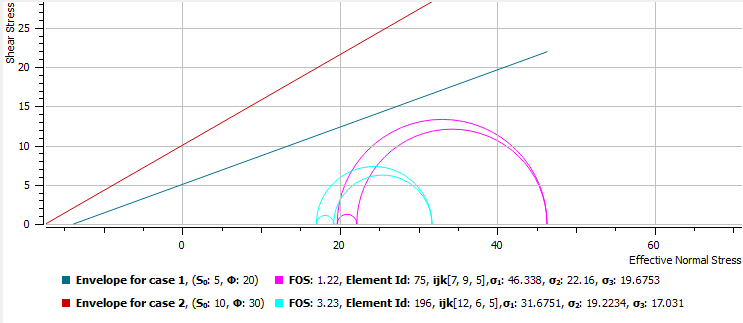 Shear Stress
25
20
15
10
5
0
0 20 40 60
Effective Normal Stress
Envelope for case 1, (S₀: 5, Φ: 20) FOS: 1.22, Element Id: 75, ijk[7, 9, 5],σ₁: 46.338, σ₂: 22.16, σ₃: 19.6753
Envelope for case 2, (S₀: 10, Φ: 30) FOS: 3.23, Element Id: 196, ijk[12, 6, 5],σ₁: 31.6751, σ₂: 19.2234, σ₃: 17.031